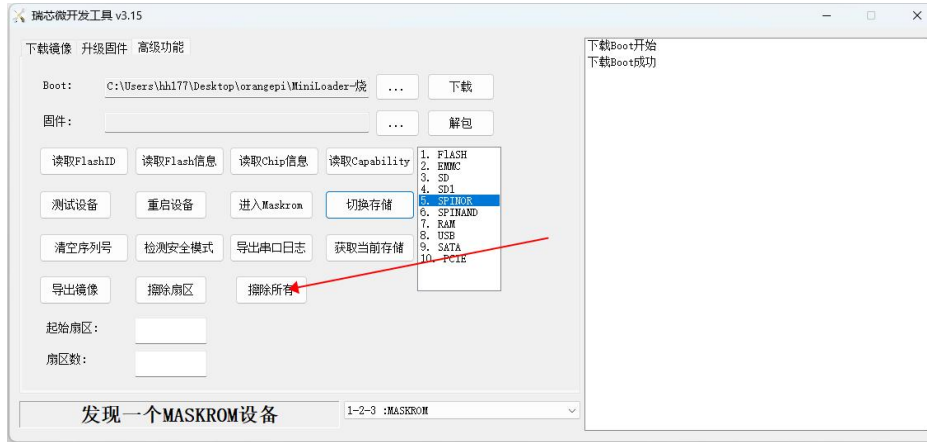 瑞芯微开发工具 v3.15
下载镜像 升级固件 高级功能
Boot: C:\Users\hh177\Desktop\orangepi\MiniLoader-烧 ... 下载
固件: ... 解包
读取FlashID 读取Flash信息 读取Chip信息 读取Capability
测试设备 重启设备 进入Maskrom 切换存储
清空序列号 检测安全模式 导出串口日志 获取当前存储
导出镜像 擦除扇区 擦除所有
起始扇区:
扇区数:
1. FlASH
2. EMMC
3. SD
4. SD1
5. SPINOR
6. SPINAND
7. RAM
8. USB
9. SATA
10. PCIE
发现一个MASKROM设备 1-2-3 :MASKROM
下载Boot开始
下载Boot成功